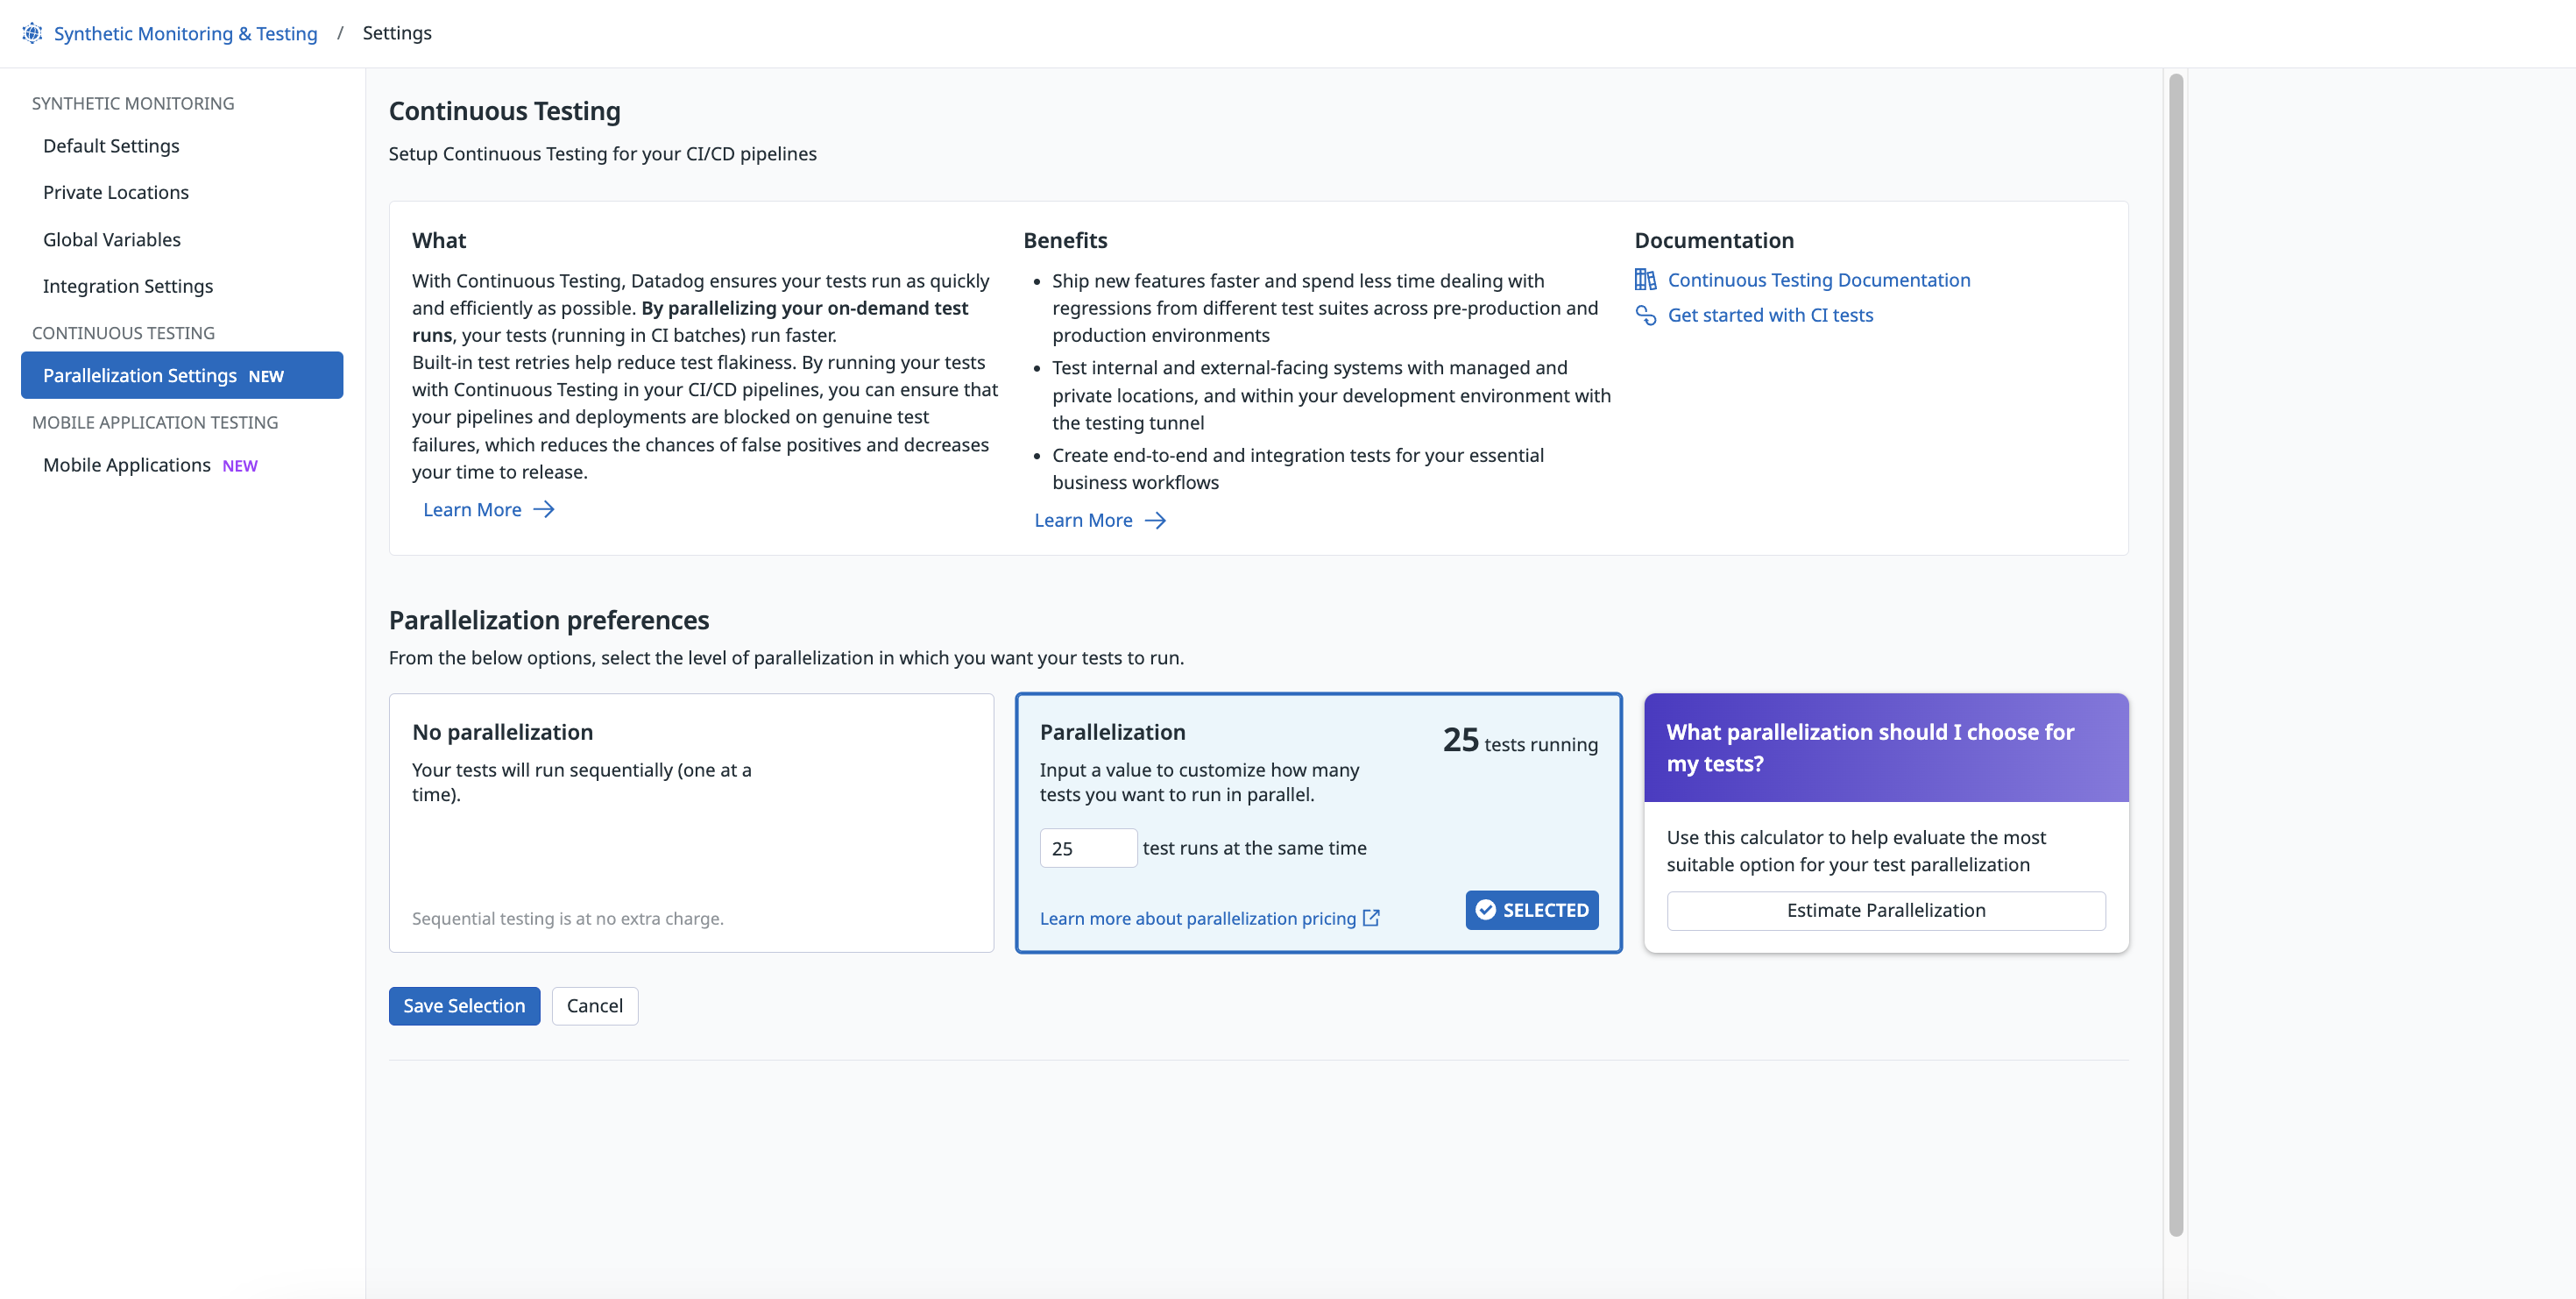 Synthetic Monitoring & Testing / Settings
SYNTHETIC MONITORING
Default Settings
Private Locations
Global Variables
Integration Settings
CONTINUOUS TESTING
Parallelization Settings NEW
MOBILE APPLICATION TESTING
Mobile Applications NEW
Continuous Testing
Setup Continuous Testing for your CI/CD pipelines
What
With Continuous Testing, Datadog ensures your tests run as quickly
and efficiently as possible. By parallelizing your on-demand test
runs, your tests (running in CI batches) run faster.
Built-in test retries help reduce test flakiness. By running your tests
with Continuous Testing in your CI/CD pipelines, you can ensure that
your pipelines and deployments are blocked on genuine test
failures, which reduces the chances of false positives and decreases
your time to release.
Learn More
Benefits
Ship new features faster and spend less time dealing with
regressions from different test suites across pre-production and
production environments
Test internal and external-facing systems with managed and
private locations, and within your development environment with
the testing tunnel
Create end-to-end and integration tests for your essential
business workflows
Learn More
Documentation
Continuous Testing Documentation
Get started with CI tests
Parallelization preferences
From the below options, select the level of parallelization in which you want your tests to run.
No parallelization
Your tests will run sequentially (one at a
time).
Sequential testing is at no extra charge.
Parallelization
25 tests running
Input a value to customize how many
tests you want to run in parallel.
25 test runs at the same time
Learn more about parallelization pricing
SELECTED
What parallelization should I choose for
my tests?
Use this calculator to help evaluate the most
suitable option for your test parallelization
Estimate Parallelization
Save Selection
Cancel